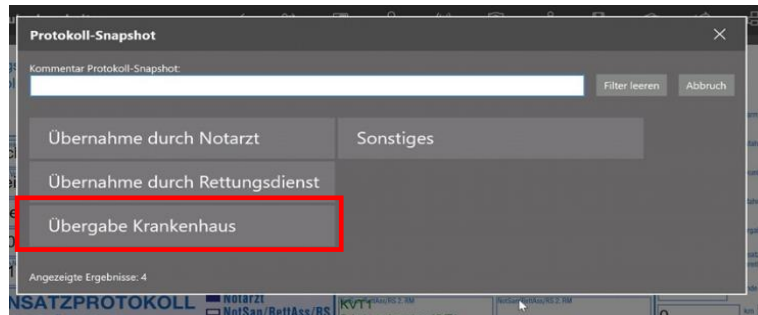 Protokoll-Snapshot
Kommentar Protokoll-Snapshot:
Filter leeren
Abbruch
Übernahme durch Notarzt
Sonstiges
Übernahme durch Rettungsdienst
Übergabe Krankenhaus
Angezeigte Ergebnisse: 4
NSATZPROTOKOLL
Notarzt
NotSan/RettAss/RS
KVT1